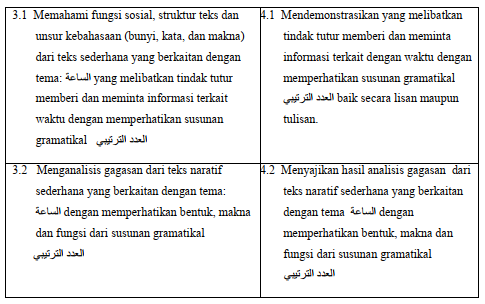 3.1 Memahami fungsi sosial, struktur teks dan
unsur kebahasaan (bunyi, kata, dan makna)
dari teks sederhana yang berkaitan dengan
tema: الساعة yang melibatkan tindak tutur
memberi dan meminta informasi terkait
waktu dengan memperhatikan susunan
gramatikal العدد الترتيبي
4.1 Mendemonstrasikan yang melibatkan
tindak tutur memberi dan meminta
informasi terkait dengan waktu dengan
memperhatikan susunan gramatikal
العدد الترتيبي baik secara lisan maupun
tulisan.
3.2 Menganalisis gagasan dari teks naratif
sederhana yang berkaitan dengan tema:
الساعة dengan memperhatikan bentuk, makna
dan fungsi dari susunan gramatikal
العدد الترتيبي
4.2 Menyajikan hasil analisis gagasan dari
teks naratif sederhana yang berkaitan
dengan tema الساعة dengan
memperhatikan bentuk, makna dan
fungsi dari susunan gramatikal
العدد الترتيبي